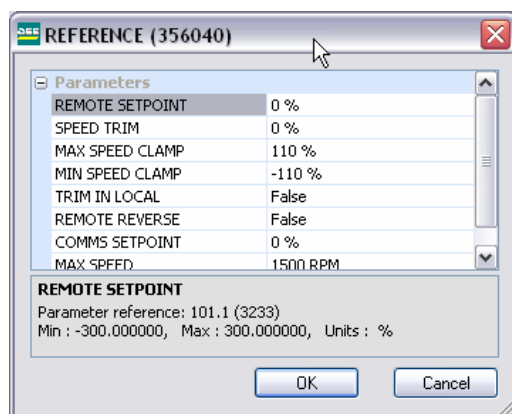 REFERENCE (356040)
Parameters
REMOTE SETPOINT 0 %
SPEED TRIM 0 %
MAX SPEED CLAMP 110 %
MIN SPEED CLAMP -110 %
TRIM IN LOCAL False
REMOTE REVERSE False
COMMS SETPOINT 0 %
MAX SPEED 1500 RPM
REMOTE SETPOINT
Parameter reference: 101.1 (3233)
Min : -300.000000, Max : 300.000000, Units : %
OK Cancel